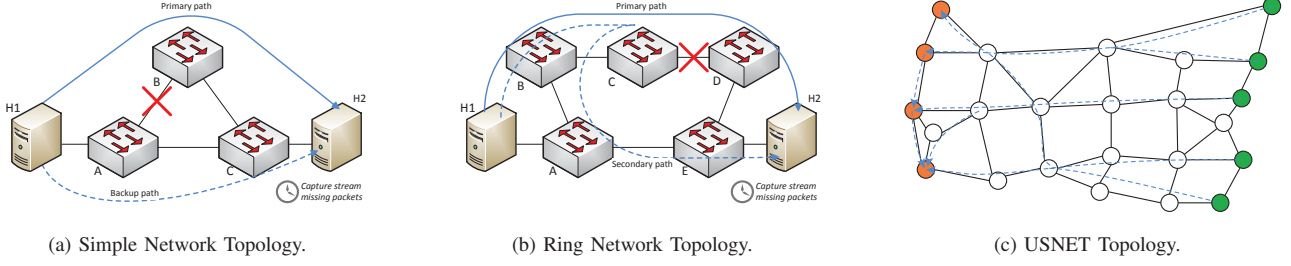 Primary path
B
H1
H2
A
C
Backup path
Capture stream
missing packets
(a) Simple Network Topology.
Primary path
B
C
D
H1
H2
A
E
Secondary path
Capture stream
missing packets
(b) Ring Network Topology.
(c) USNET Topology.